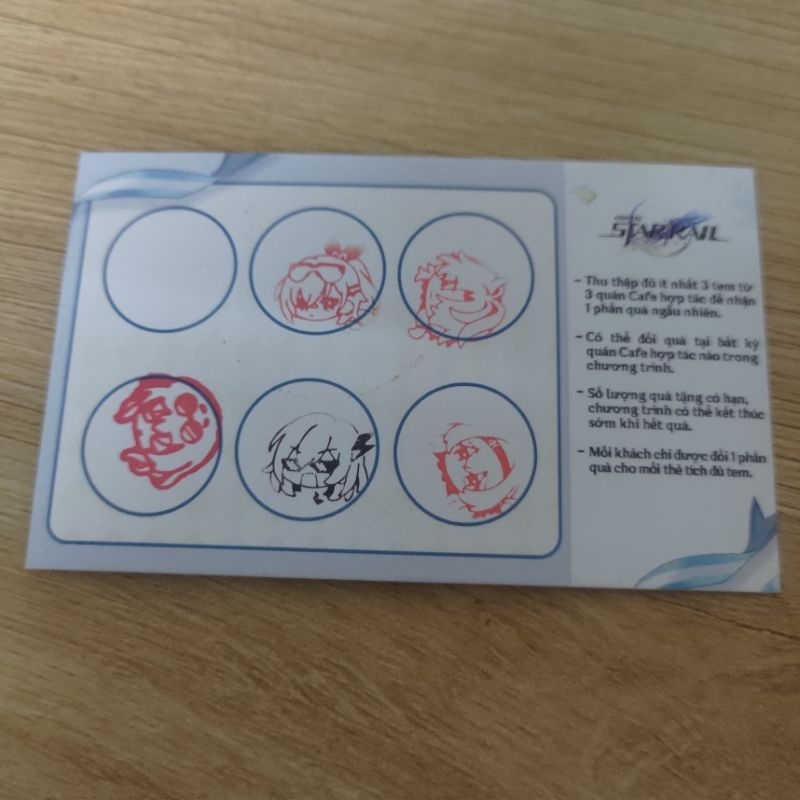 HONKAI
STAR RAIL
- Thu thập đủ ít nhất 3 tem từ
3 quán Cafe hợp tác để nhận
1 phần quà ngẫu nhiên.
- Có thể đổi quà tại bất kỳ
quán Cafe hợp tác nào trong
chương trình.
- Số lượng quà tặng có hạn,
chương trình có thể kết thúc
sớm khi hết quà.
- Mỗi khách chỉ được đổi 1 phần
quà cho mỗi thẻ tích đủ tem.